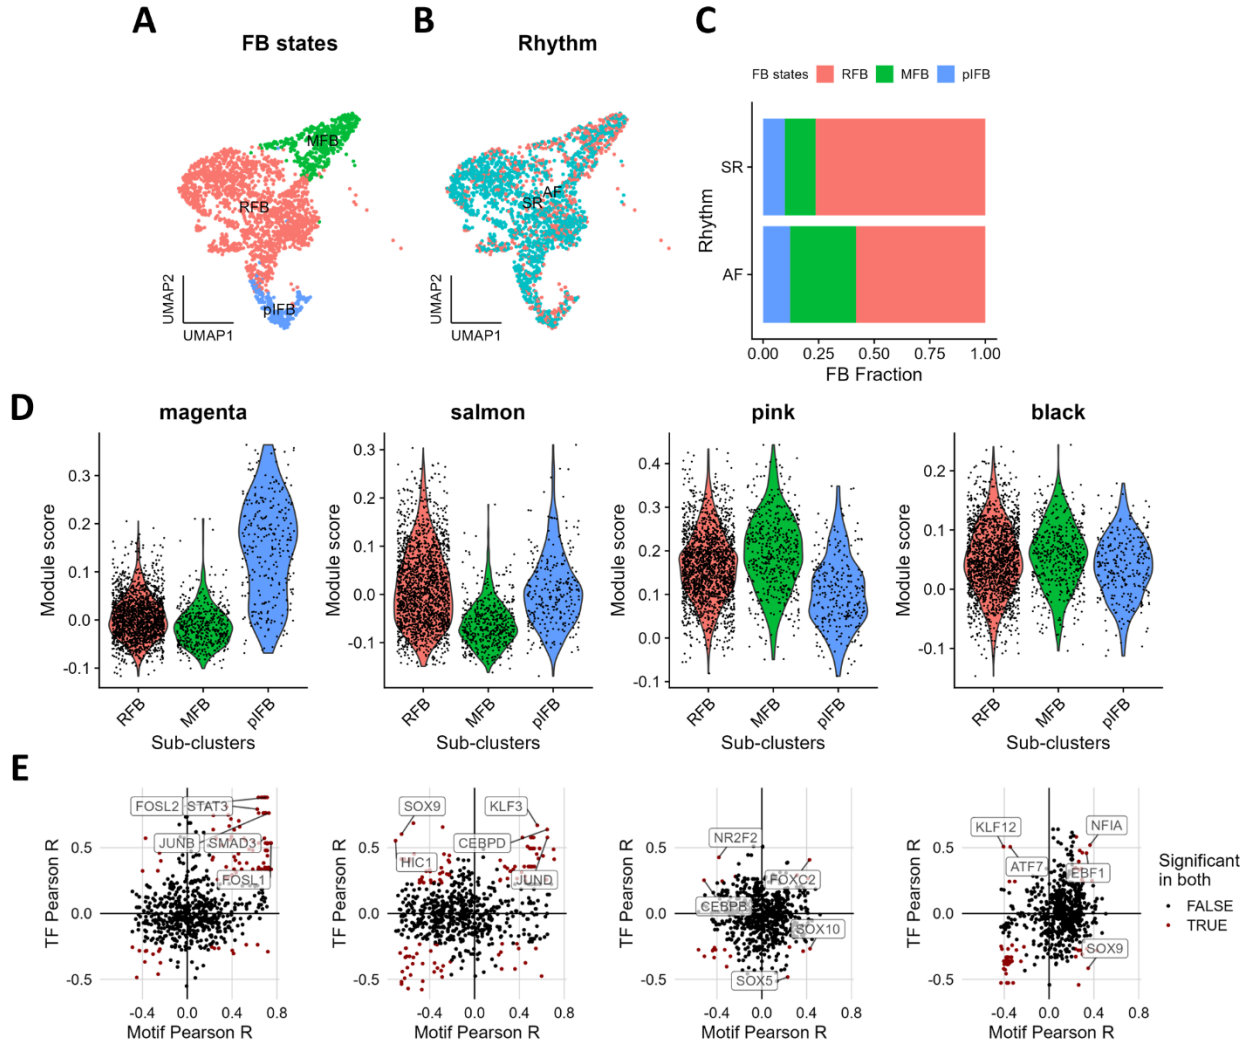 A
B
C
FB states
Rhythm
FB states RFB MFB pIFB
MFB
RFB
pIFB
UMAP2
UMAP1
AF
SR
UMAP2
UMAP1
SR
AF
Rhythm
0.00 0.25 0.50 0.75 1.00
FB Fraction
D
magenta
salmon
pink
black
Module score
0.3
0.2
0.1
0.0
-0.1
RFB MFB pIFB
Sub-clusters
Module score
0.3
0.2
0.1
0.0
-0.1
RFB MFB pIFB
Sub-clusters
Module score
0.4
0.3
0.2
0.1
0.0
-0.1
RFB MFB pIFB
Sub-clusters
Module score
0.2
0.1
0.0
-0.1
RFB MFB pIFB
Sub-clusters
E
TF Pearson R
0.5
0.0
-0.5
FOSL2 STAT3
JUNB SMAD3
FOSL1
-0.4 0.0 0.4 0.8
Motif Pearson R
TF Pearson R
0.5
0.0
-0.5
SOX9 KLF3
CEBPD
HIC1
JUND
-0.4 0.0 0.4 0.8
Motif Pearson R
TF Pearson R
0.5
0.0
-0.5
NR2F2
FOXC2
CEBPB
SOX10
SOX5
-0.4 0.0 0.4 0.8
Motif Pearson R
TF Pearson R
0.5
0.0
-0.5
KLF12 NFIA
ATF7 EBF1
SOX9
-0.4 0.0 0.4 0.8
Motif Pearson R
Significant
in both
FALSE
TRUE